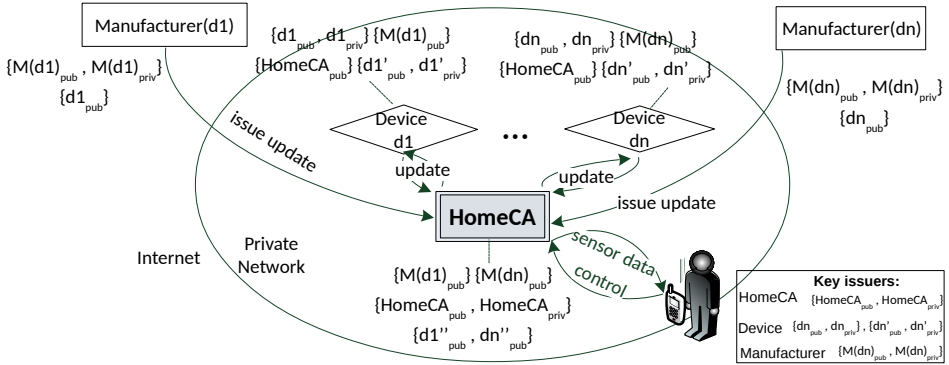 Manufacturer(d1)
{M(d1)pub , M(d1)priv}
{d1pub}
{d1pub , d1priv} {M(d1)pub}
{HomeCApub} {d1'pub , d1'priv}
{dnpub , dnpriv} {M(dn)pub}
{HomeCApub} {dn'pub , dn'priv}
Manufacturer(dn)
{M(dn)pub , M(dn)priv}
{dnpub}
Device
d1
...
Device
dn
issue update
update
update
issue update
HomeCA
Internet
Private
Network
sensor data
control
{M(d1)pub} {M(dn)pub}
{HomeCApub , HomeCApriv}
{d1''pub , dn''pub}
Key issuers:
HomeCA {HomeCApub , HomeCApriv}
Device {dnpub , dnpriv} , {dn'pub , dn'priv}
Manufacturer {M(dn)pub , M(dn)priv}